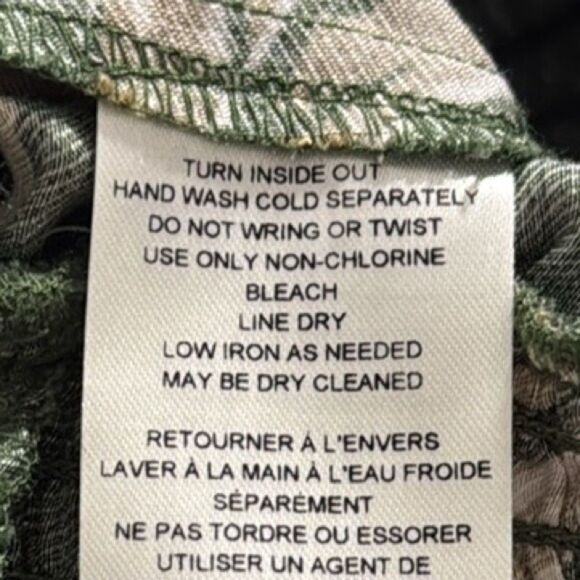 TURN INSIDE OUT
HAND WASH COLD SEPARATELY
DO NOT WRING OR TWIST
USE ONLY NON-CHLORINE
BLEACH
LINE DRY
LOW IRON AS NEEDED
MAY BE DRY CLEANED
RETOURNER À L'ENVERS
LAVER À LA MAIN À L'EAU FROIDE
SÉPARÉMENT
NE PAS TORDRE OU ESSORER
UTILISER UN AGENT DE